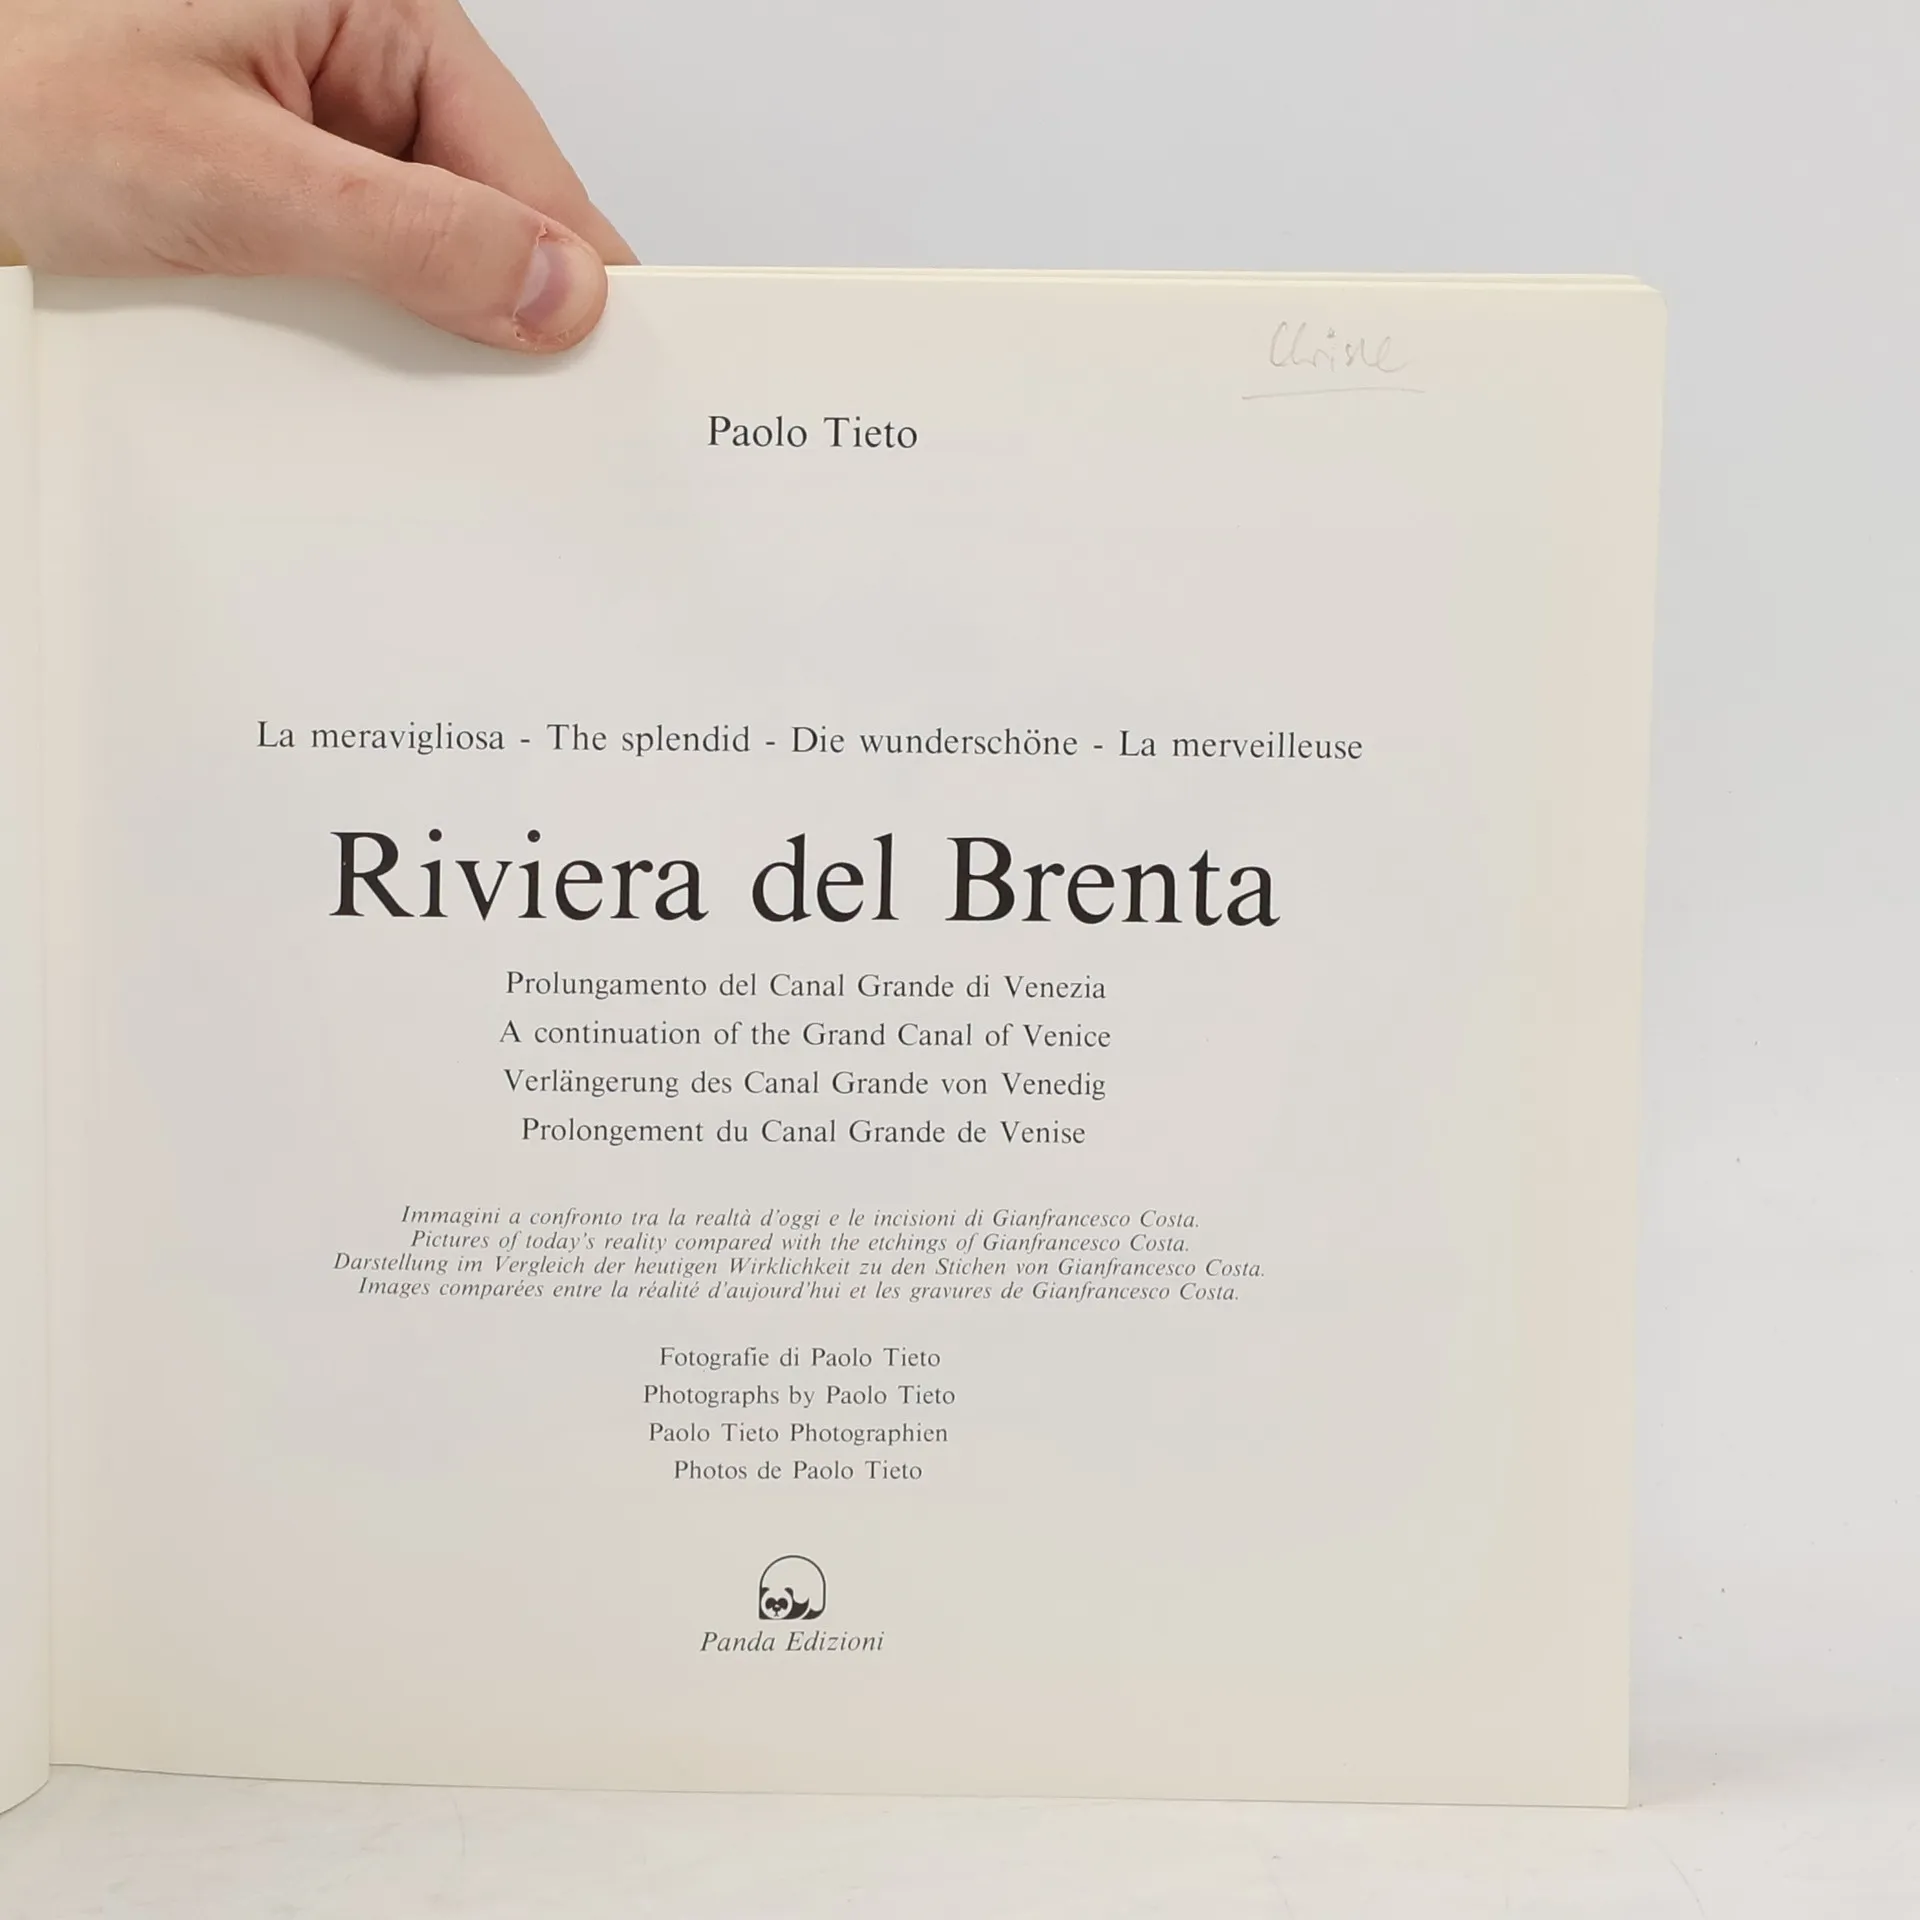 Paolo Tieto
La meravigliosa - The splendid - Die wunderschöne - La merveilleuse
Riviera del Brenta
Prolungamento del Canal Grande di Venezia
A continuation of the Grand Canal of Venice
Verlängerung des Canal Grande von Venedig
Prolongement du Canal Grande de Venise
Immagini a confronto tra la realtà d'oggi e le incisioni di Gianfrancesco Costa.
Pictures of today's reality compared with the etchings of Gianfrancesco Costa.
Darstellung im Vergleich der heutigen Wirklichkeit zu den Stichen von Gianfrancesco Costa.
Images comparées entre la réalité d'aujourd'hui et les gravures de Gianfrancesco Costa.
Fotografie di Paolo Tieto
Photographs by Paolo Tieto
Paolo Tieto Photographien
Photos de Paolo Tieto
Panda Edizioni